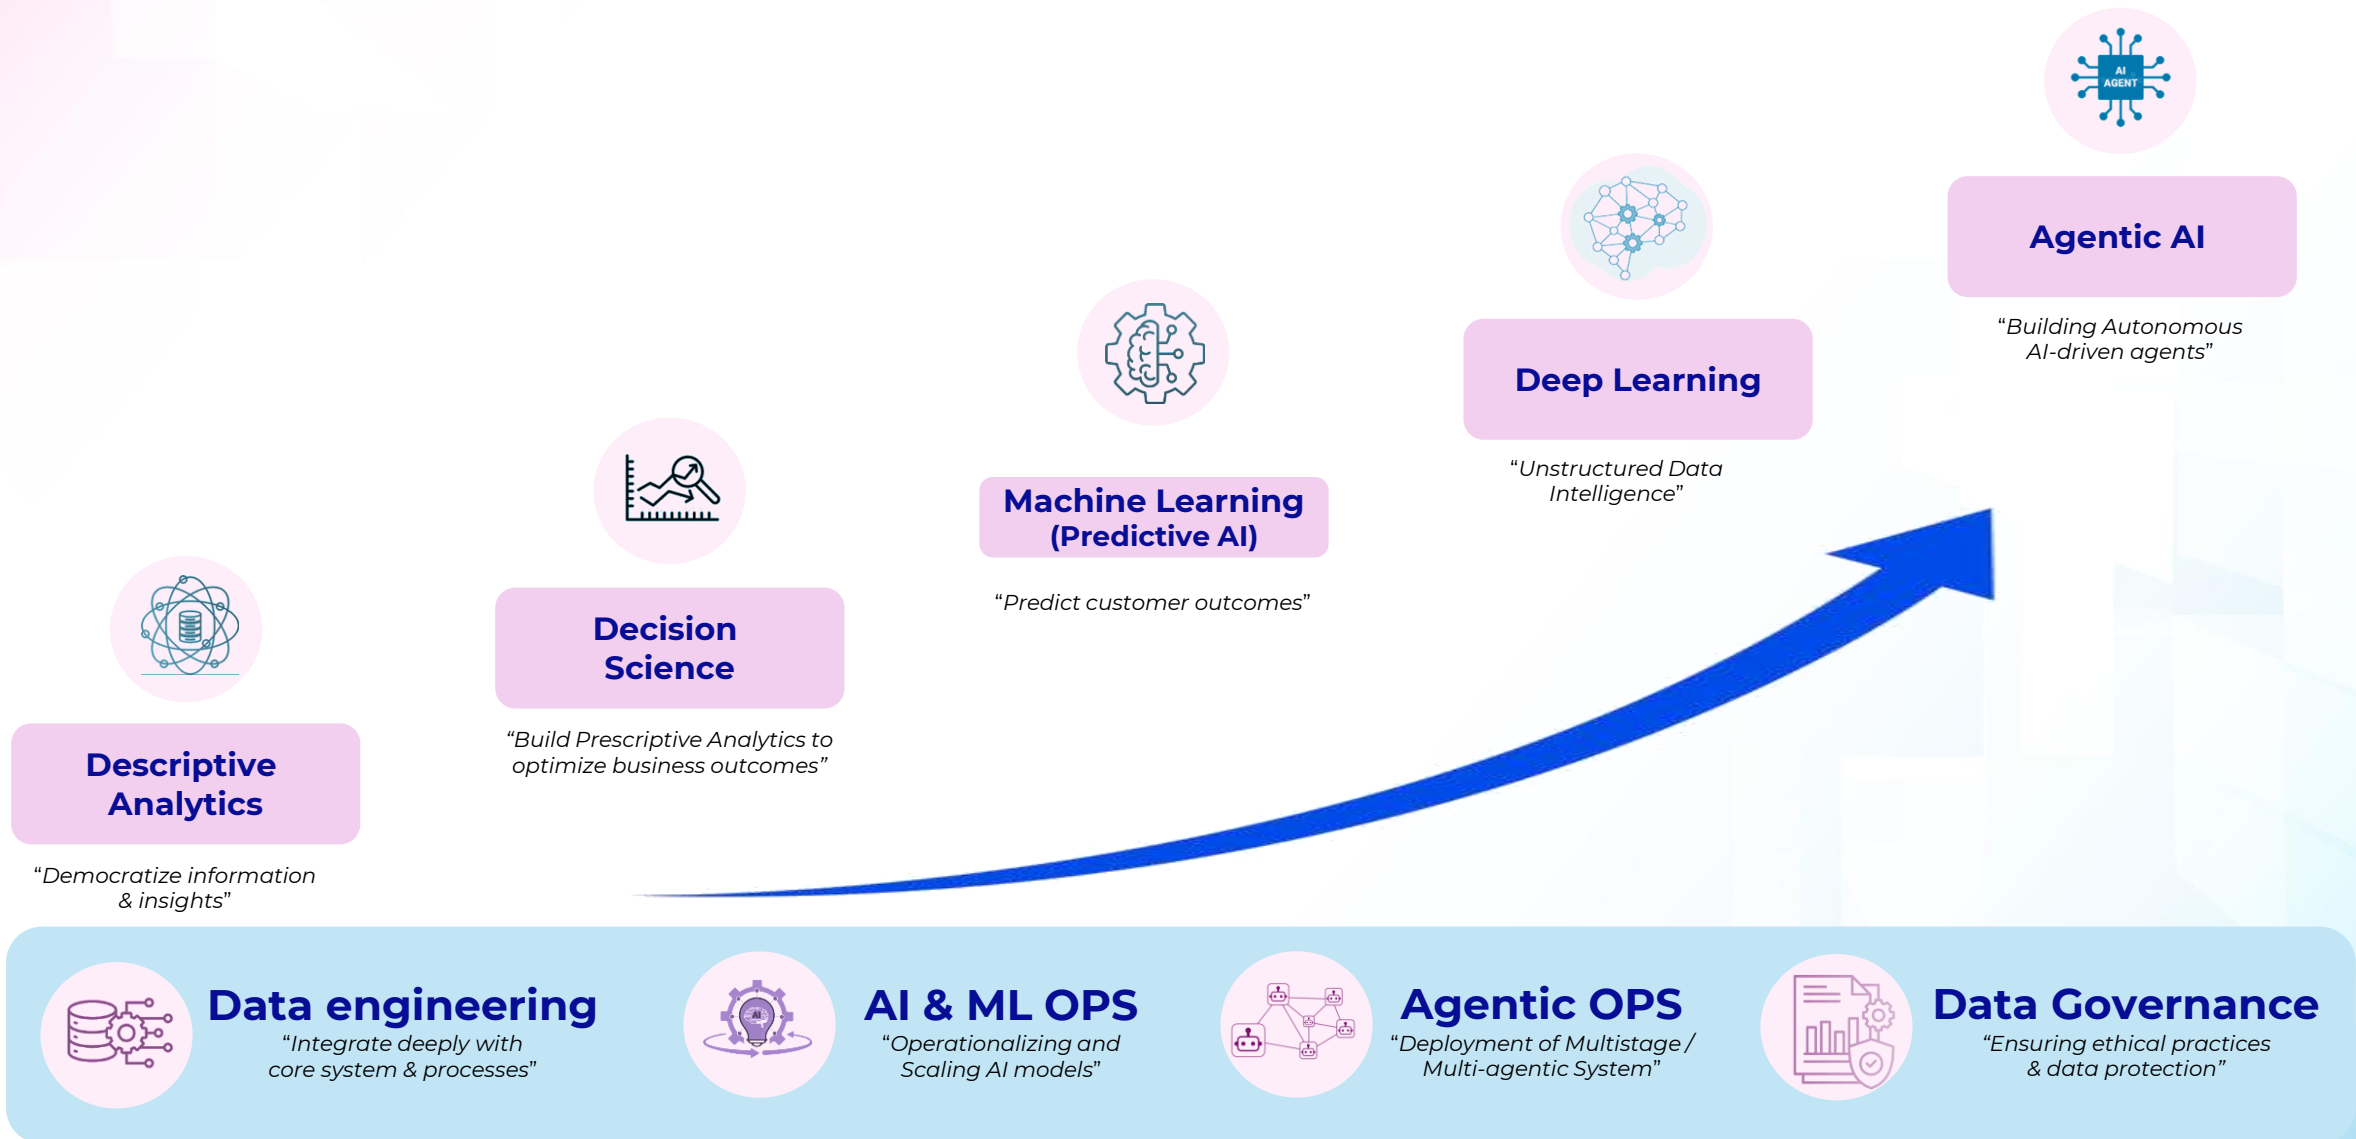 AI
AGENT
Agentic AI
“Building Autonomous
AI-driven agents”
Deep Learning
“Unstructured Data
Intelligence”
Machine Learning
(Predictive AI)
“Predict customer outcomes”
Decision
Science
“Build Prescriptive Analytics to
optimize business outcomes”
Descriptive
Analytics
“Democratize information
& insights”
Data engineering
“Integrate deeply with
core system & processes”
AI
AI & ML OPS
“Operationalizing and
Scaling AI models”
Agentic OPS
“Deployment of Multistage /
Multi-agentic System”
Data Governance
“Ensuring ethical practices
& data protection”